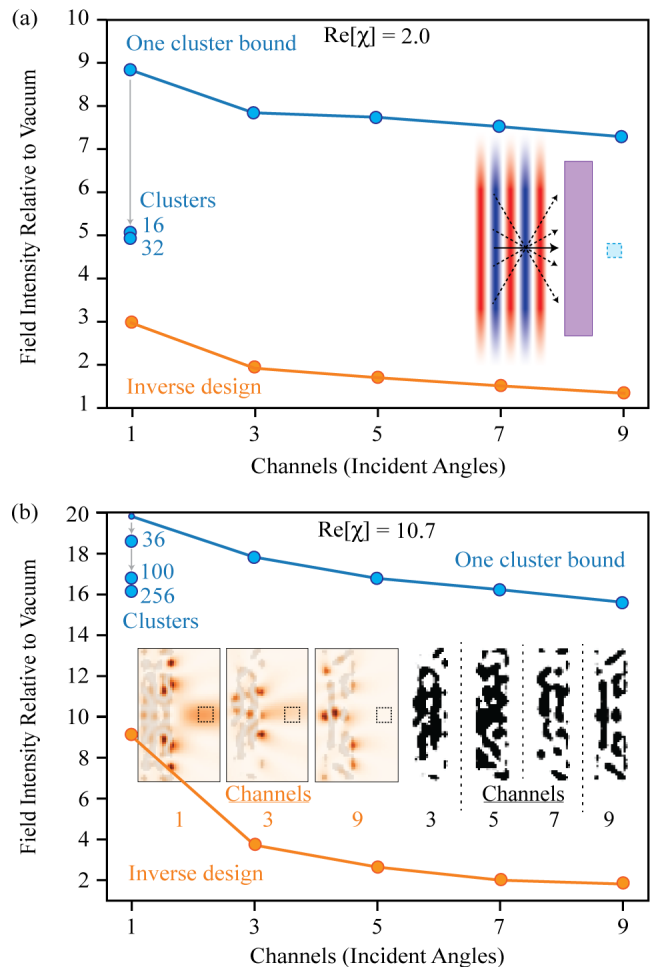 (a)
Field Intensity Relative to Vacuum
10
9
8
7
6
5
4
3
2
1
One cluster bound
Re[χ] = 2.0
Clusters
16
32
Inverse design
1 3 5 7 9
Channels (Incident Angles)
(b)
Field Intensity Relative to Vacuum
20
18
16
14
12
10
8
6
4
2
Re[χ] = 10.7
One cluster bound
36
100
256
Clusters
Channels
1 3 9
Channels
3 5 7 9
Inverse design
1 3 5 7 9
Channels (Incident Angles)